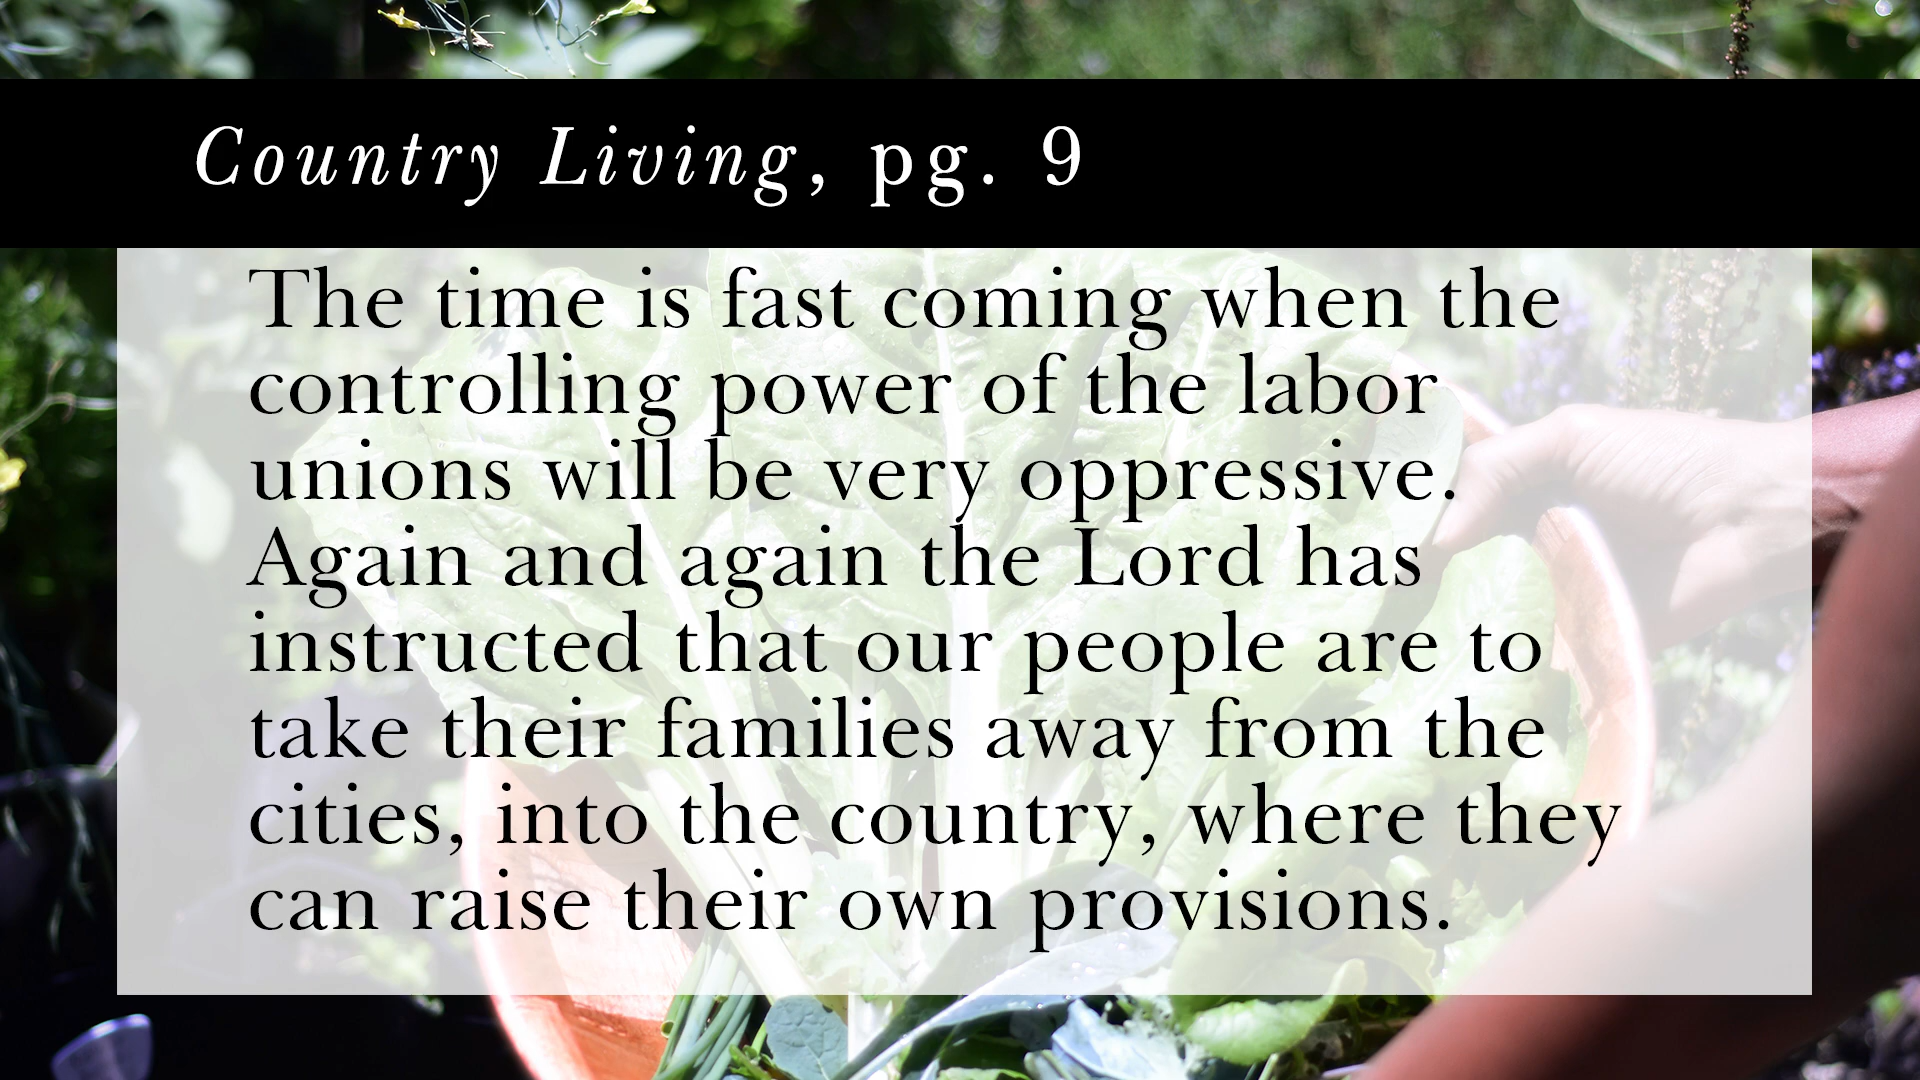 Country Living, pg. 9
The time is fast coming when the
controlling power of the labor
unions will be very oppressive.
Again and again the Lord has
instructed that our people are to
take their families away from the
cities, into the country, where they
can raise their own provisions.